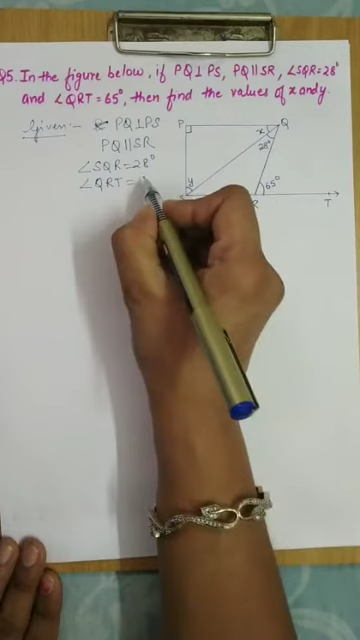 Q5. In the figure below, if PQ⊥PS, PQ||SR, ∠SQR=28°
and ∠QRT=65°, then find the values of x and y.
Given:- PQ⊥PS
PQ||SR
∠SQR=28°
∠QRT=
P Q
x
28°
y
65°
T